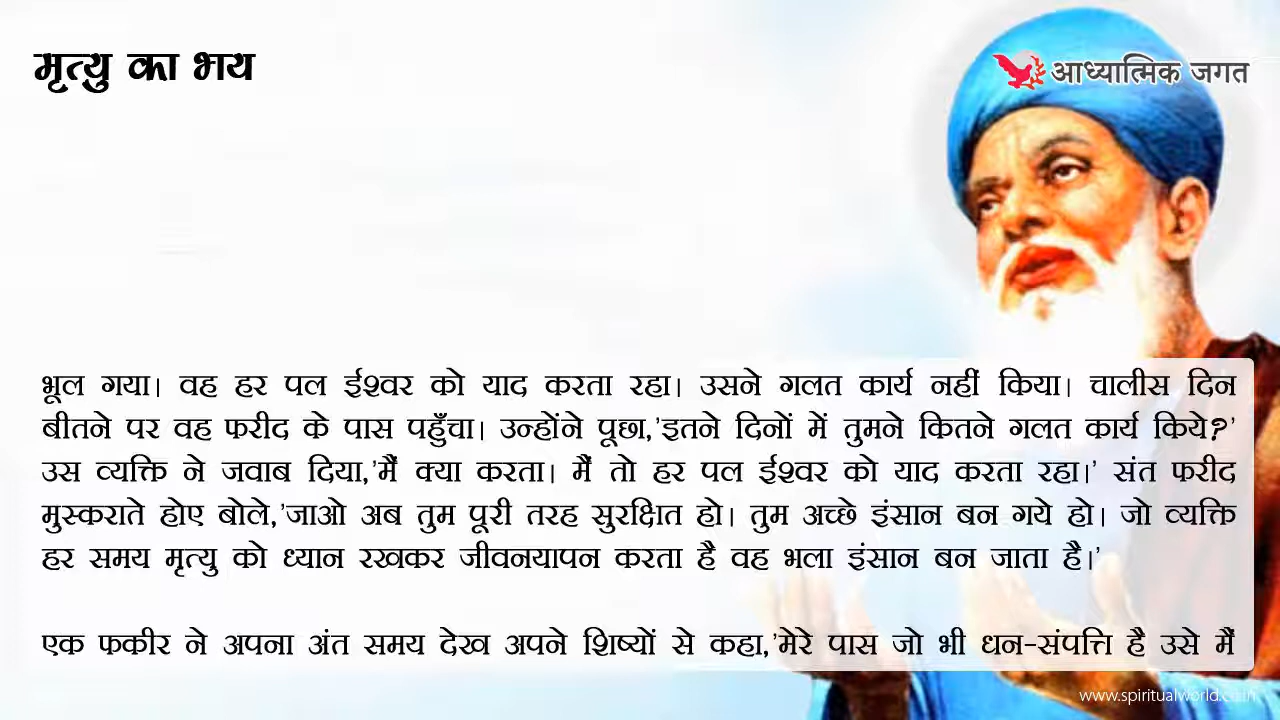 मृत्यु का भय
आध्यात्मिक जगत
भूल गया। वह हर पल ईश्वर को याद करता रहा। उसने गलत कार्य नहीं किया। चालीस दिन
बीतने पर वह फरीद के पास पहुँचा। उन्होंने पूछा,'इतने दिनों में तुमने कितने गलत कार्य किये?'
उस व्यक्ति ने जवाब दिया,'मैं क्या करता। मैं तो हर पल ईश्वर को याद करता रहा।' संत फरीद
मुस्कराते होए बोले,'जाओ अब तुम पूरी तरह सुरक्षित हो। तुम अच्छे इंसान बन गये हो। जो व्यक्ति
हर समय मृत्यु को ध्यान रखकर जीवनयापन करता है वह भला इंसान बन जाता है।'
एक फकीर ने अपना अंत समय देख अपने शिष्यों से कहा,'मेरे पास जो भी धन-संपत्ति है उसे मैं
www.spiritualworld.co.in